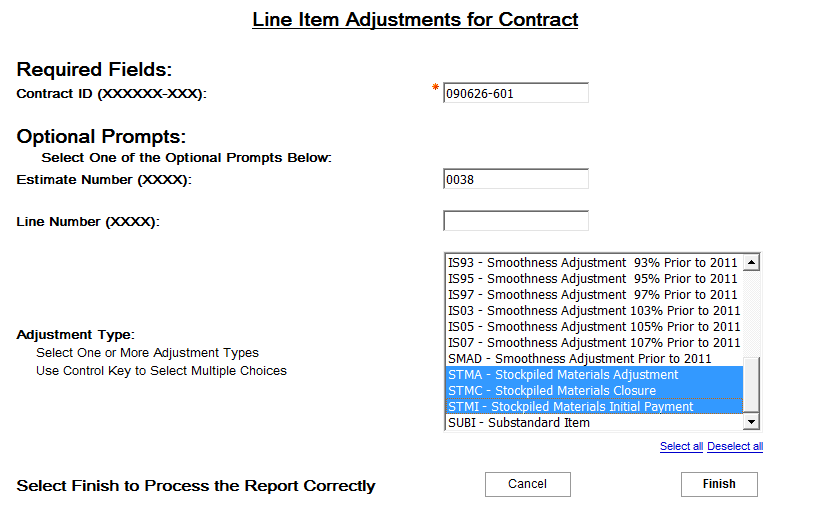 Line Item Adjustments for Contract
Required Fields:
Contract ID (XXXXXX-XXX):
* 090626-601
Optional Prompts:
Select One of the Optional Prompts Below:
Estimate Number (XXXX):
0038
Line Number (XXXX):
IS93 - Smoothness Adjustment  93% Prior to 2011
IS95 - Smoothness Adjustment  95% Prior to 2011
IS97 - Smoothness Adjustment  97% Prior to 2011
IS03 - Smoothness Adjustment 103% Prior to 2011
IS05 - Smoothness Adjustment 105% Prior to 2011
IS07 - Smoothness Adjustment 107% Prior to 2011
SMAD - Smoothness Adjustment Prior to 2011
STMA - Stockpiled Materials Adjustment
STMC - Stockpiled Materials Closure
STMI - Stockpiled Materials Initial Payment
SUBI - Substandard Item
Adjustment Type:
Select One or More Adjustment Types
Use Control Key to Select Multiple Choices
Select all Deselect all
Select Finish to Process the Report Correctly
Cancel
Finish